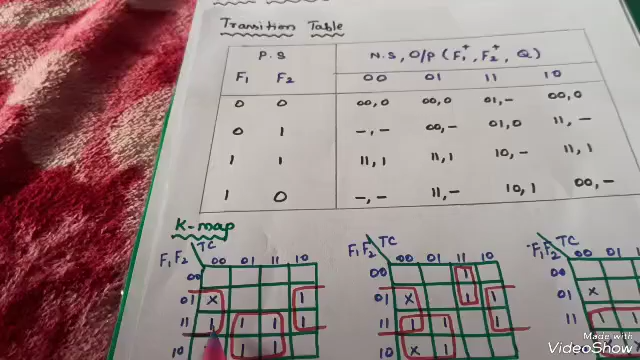 Transition Table
P.S N.S, O/P (F₁⁺, F₂⁺, Q)
F₁ F₂ 00 01 11 10
0 0 00,0 00,0 01,- 00,0
0 1 -,- 00,- 01,0 11,-
1 1 11,1 11,1 10,- 11,1
1 0 -,- 11,- 10,1 00,-
K-map
TC TC
F₁F₂ 00 01 11 10 F₁F₂ 00 01 11 10 F₁F₂ 00 01
00 00 1 00
01 X 1 01 X 1 1 01 X
11 1 1 1 1 11 1 1 1 1 11 1 1
10 1 1 10 X 1
Made with
VideoShow